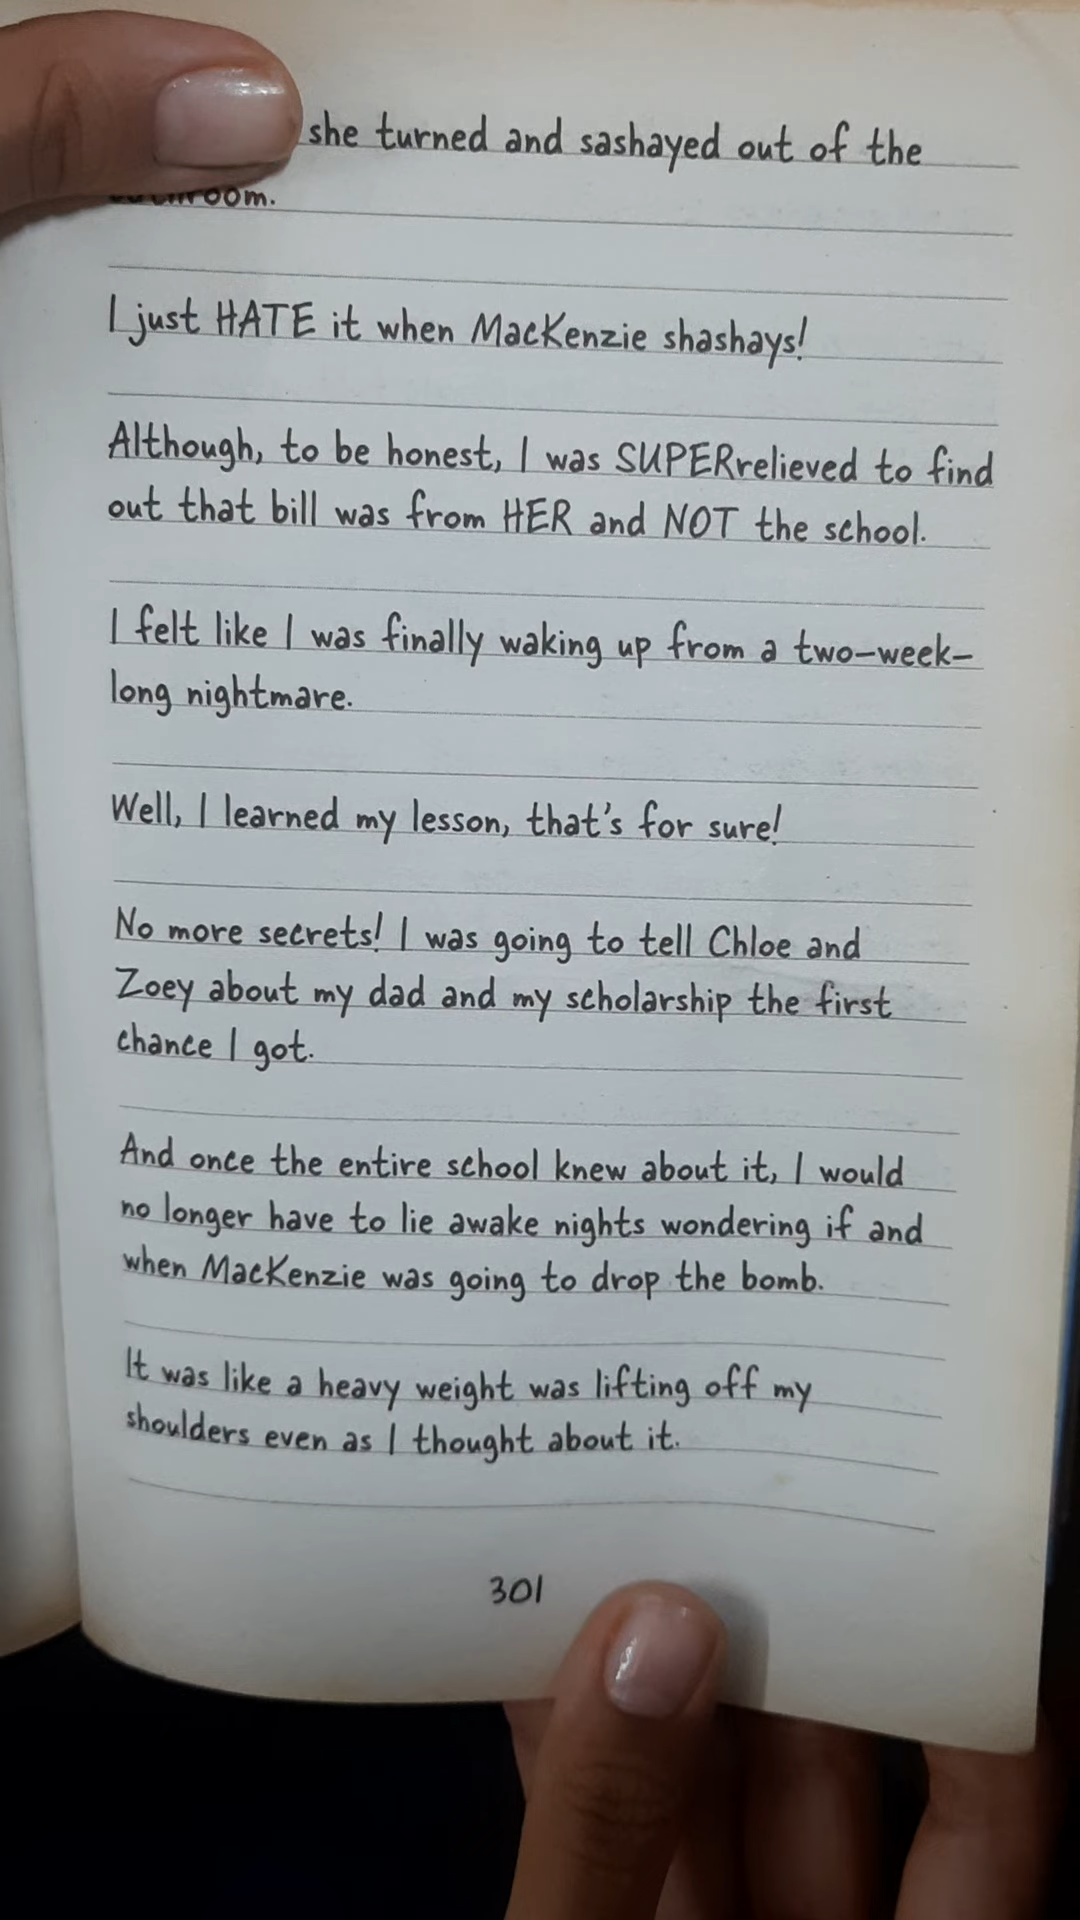 she turned and sashayed out of the
I just HATE it when MacKenzie shashays!
Although, to be honest, I was SUPERrelieved to find
out that bill was from HER and NOT the school.
I felt like I was finally waking up from a two-week-
long nightmare.
Well, I learned my lesson, that's for sure!
No more secrets! I was going to tell Chloe and
Zoey about my dad and my scholarship the first
chance I got.
And once the entire school knew about it, I would
no longer have to lie awake nights wondering if and
when MacKenzie was going to drop the bomb.
It was like a heavy weight was lifting off my
shoulders even as I thought about it.
301